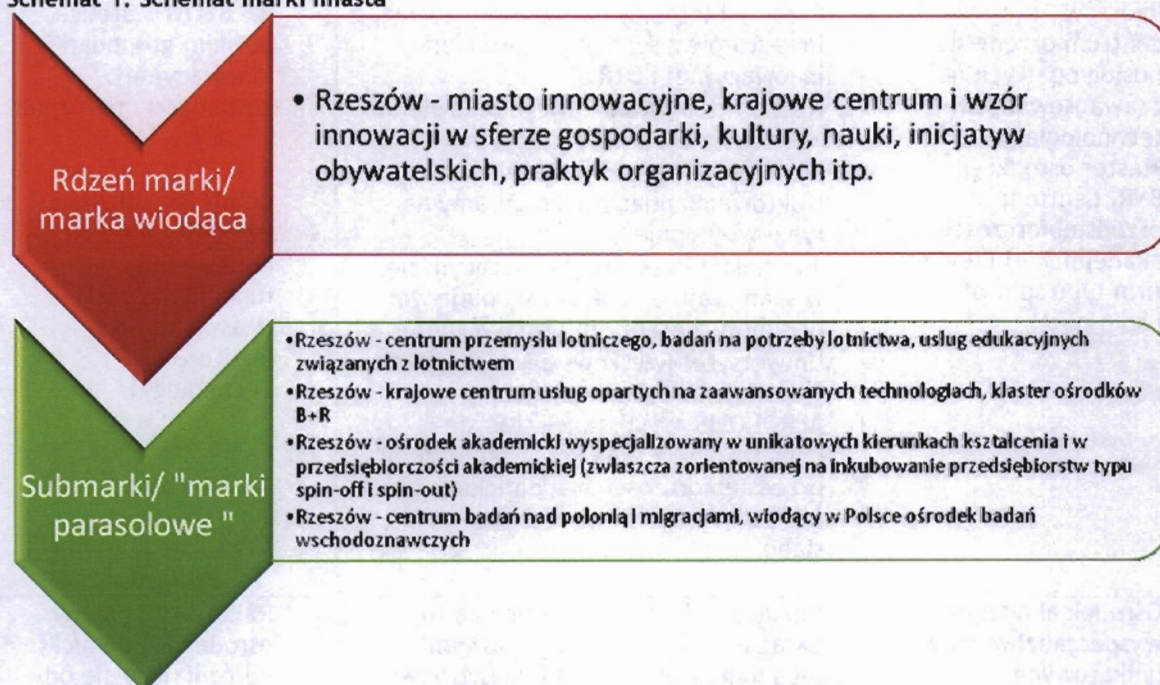 Schemat 1. Schemat marki miasta
Rdzeń marki/
marka wiodąca
• Rzeszów - miasto innowacyjne, krajowe centrum i wzór
innowacji w sferze gospodarki, kultury, nauki, inicjatyw
obywatelskich, praktyk organizacyjnych itp.
Submarki/ "marki
parasolowe "
•Rzeszów - centrum przemysłu lotniczego, badań na potrzeby lotnictwa, usług edukacyjnych
związanych z lotnictwem
•Rzeszów - krajowe centrum usług opartych na zaawansowanych technologiach, klaster ośrodków
B+R
•Rzeszów - ośrodek akademicki wyspecjalizowany w unikatowych kierunkach kształcenia i w
przedsiębiorczości akademickiej (zwłaszcza zorientowanej na inkubowanie przedsiębiorstw typu
spin-off i spin-out)
•Rzeszów - centrum badań nad polonią i migracjami, wiodący w Polsce ośrodek badań
wschodoznawczych